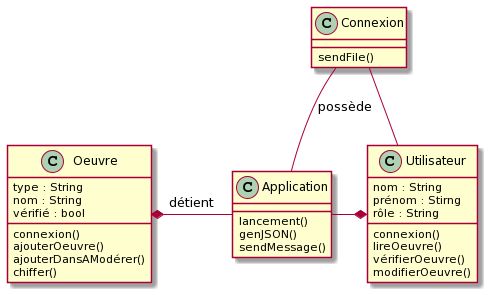 C Connexion
sendFile()
possède
C Oeuvre
type : String
nom : String
vérifié : bool
connexion()
ajouterOeuvre()
ajouterDansAModérer()
chiffer()
détient
C Application
lancement()
genJSON()
sendMessage()
C Utilisateur
nom : String
prénom : Stirng
rôle : String
connexion()
lireOeuvre()
vérifierOeuvre()
modifierOeuvre()